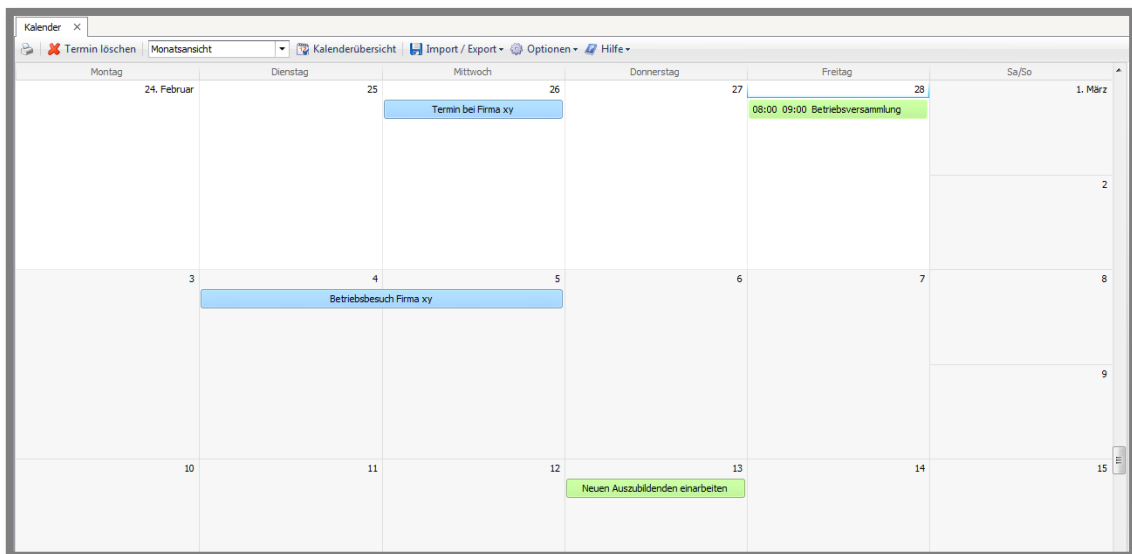 Kalender
Termin löschen Monatsansicht Kalenderübersicht Import / Export Optionen Hilfe
Montag Dienstag Mittwoch Donnerstag Freitag Sa/So
24. Februar 25 26 27 28 1. März
Termin bei Firma xy 08:00 09:00 Betriebsversammlung
2
3 4 5 6 7 8
Betriebsbesuch Firma xy
9
10 11 12 13 14 15
Neuen Auszubildenden einarbeiten